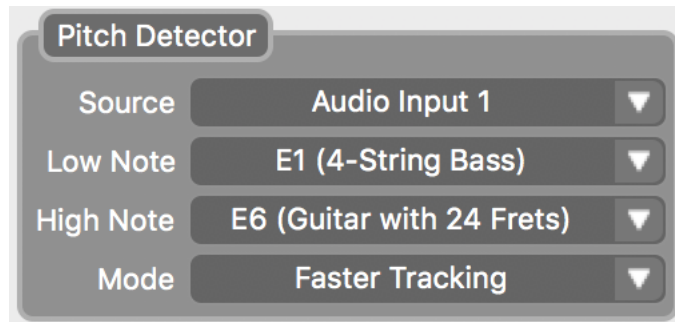 Pitch Detector
Source Audio Input 1
Low Note E1 (4-String Bass)
High Note E6 (Guitar with 24 Frets)
Mode Faster Tracking